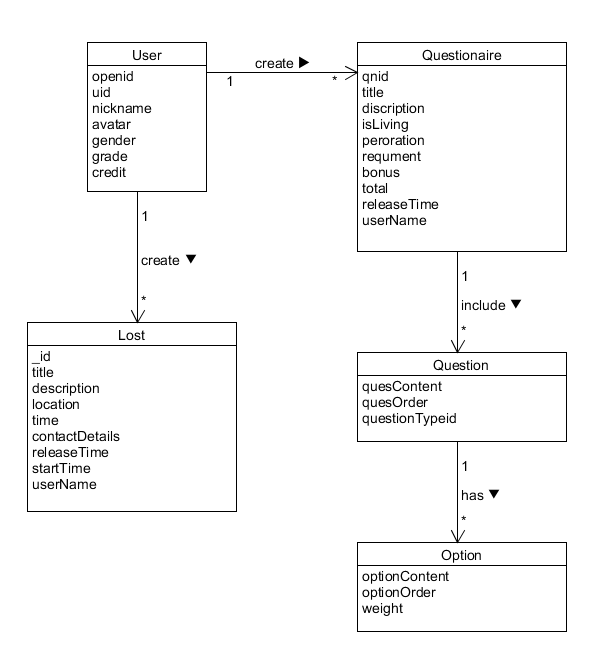 User
openid
uid
nickname
avatar
gender
grade
credit
create ▶
1
*
Questionaire
qnid
title
discription
isLiving
peroration
requment
bonus
total
releaseTime
userName
1
create ▼
*
Lost
_id
title
description
location
time
contactDetails
releaseTime
startTime
userName
1
include ▼
*
Question
quesContent
quesOrder
questionTypeid
1
has ▼
*
Option
optionContent
optionOrder
weight